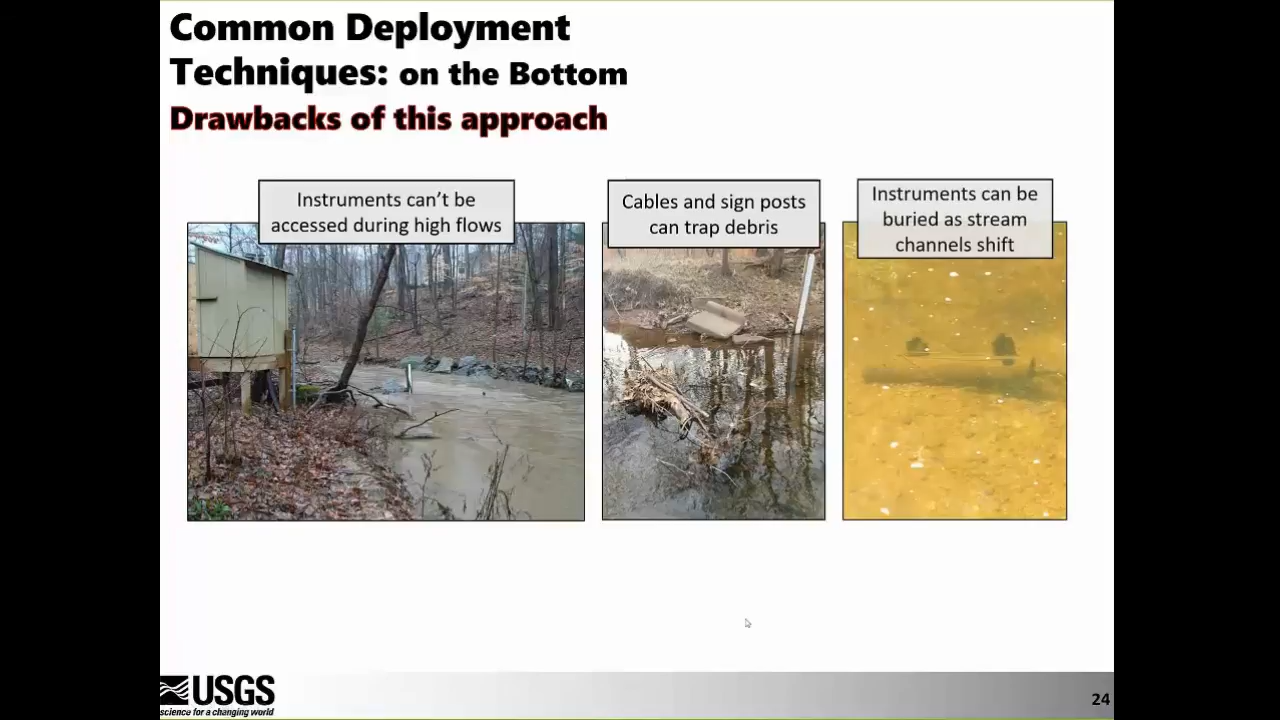 Common Deployment
Techniques: on the Bottom
Drawbacks of this approach
Instruments can’t be
accessed during high flows
Cables and sign posts
can trap debris
Instruments can be
buried as stream
channels shift
USGS
science for a changing world
24